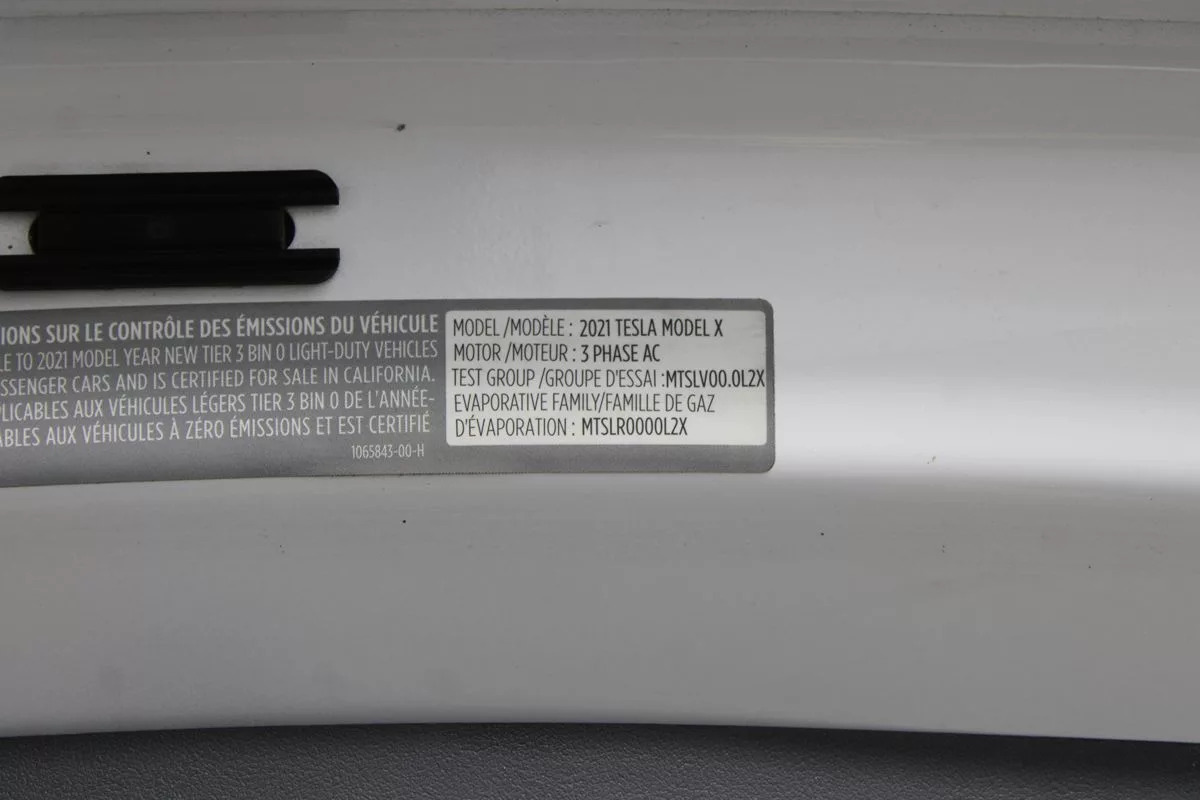 IONS SUR LE CONTRÔLE DES ÉMISSIONS DU VÉHICULE
LE TO 2021 MODEL YEAR NEW TIER 3 BIN 0 LIGHT-DUTY VEHICLES
SSENGER CARS AND IS CERTIFIED FOR SALE IN CALIFORNIA.
PLICABLES AUX VÉHICULES LÉGERS TIER 3 BIN 0 DE L'ANNÉE-
ABLES AUX VÉHICULES À ZÉRO ÉMISSIONS ET EST CERTIFIÉ
1065843-00-H
MODEL /MODÈLE : 2021 TESLA MODEL X
MOTOR /MOTEUR : 3 PHASE AC
TEST GROUP /GROUPE D'ESSAI :MTSLV00.0L2X
EVAPORATIVE FAMILY/FAMILLE DE GAZ
D'ÉVAPORATION : MTSLR0000L2X